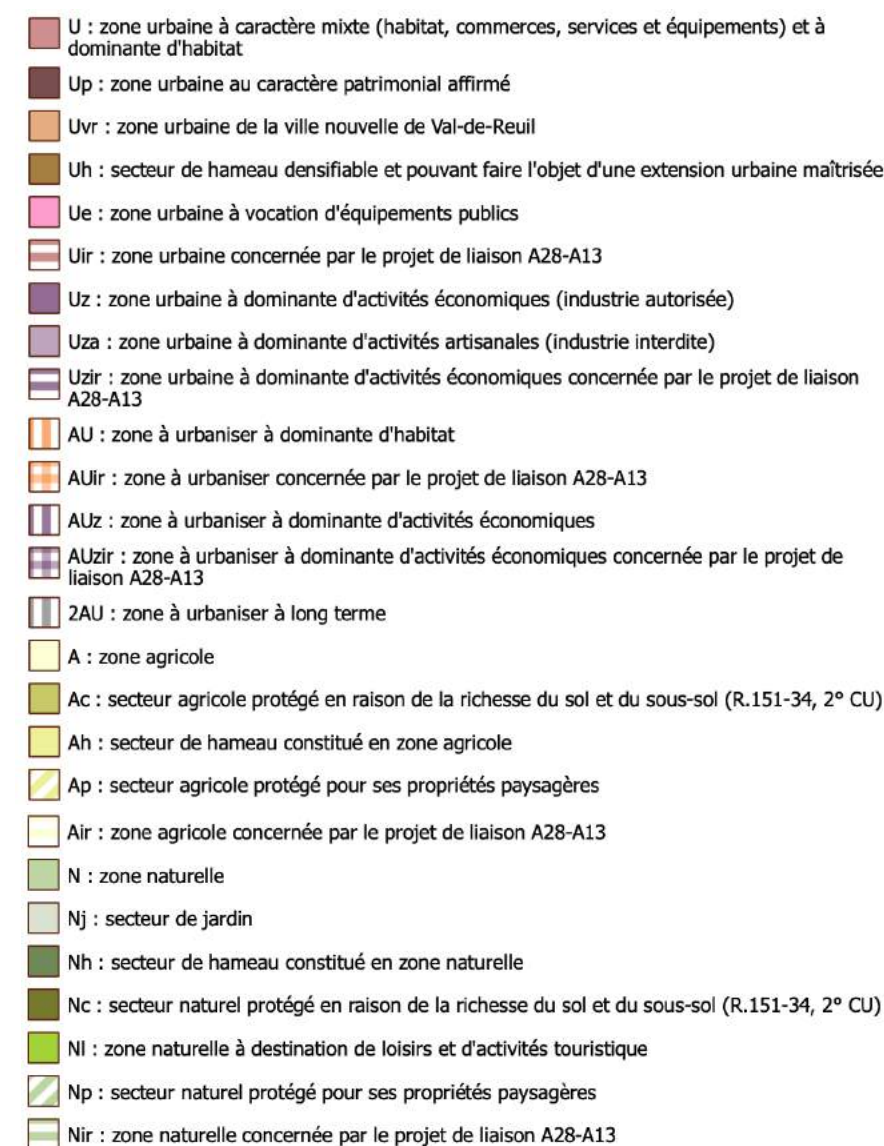 U : zone urbaine à caractère mixte (habitat, commerces, services et équipements) et à
dominante d'habitat
Up : zone urbaine au caractère patrimonial affirmé
Uvr : zone urbaine de la ville nouvelle de Val-de-Reuil
Uh : secteur de hameau densifiable et pouvant faire l'objet d'une extension urbaine maîtrisée
Ue : zone urbaine à vocation d'équipements publics
Uir : zone urbaine concernée par le projet de liaison A28-A13
Uz : zone urbaine à dominante d'activités économiques (industrie autorisée)
Uza : zone urbaine à dominante d'activités artisanales (industrie interdite)
Uzir : zone urbaine à dominante d'activités économiques concernée par le projet de liaison
A28-A13
AU : zone à urbaniser à dominante d'habitat
AUir : zone à urbaniser concernée par le projet de liaison A28-A13
AUz : zone à urbaniser à dominante d'activités économiques
AUzir : zone à urbaniser à dominante d'activités économiques concernée par le projet de
liaison A28-A13
2AU : zone à urbaniser à long terme
A : zone agricole
Ac : secteur agricole protégé en raison de la richesse du sol et du sous-sol (R.151-34, 2° CU)
Ah : secteur de hameau constitué en zone agricole
Ap : secteur agricole protégé pour ses propriétés paysagères
Air : zone agricole concernée par le projet de liaison A28-A13
N : zone naturelle
Nj : secteur de jardin
Nh : secteur de hameau constitué en zone naturelle
Nc : secteur naturel protégé en raison de la richesse du sol et du sous-sol (R.151-34, 2° CU)
Nl : zone naturelle à destination de loisirs et d'activités touristique
Np : secteur naturel protégé pour ses propriétés paysagères
Nir : zone naturelle concernée par le projet de liaison A28-A13